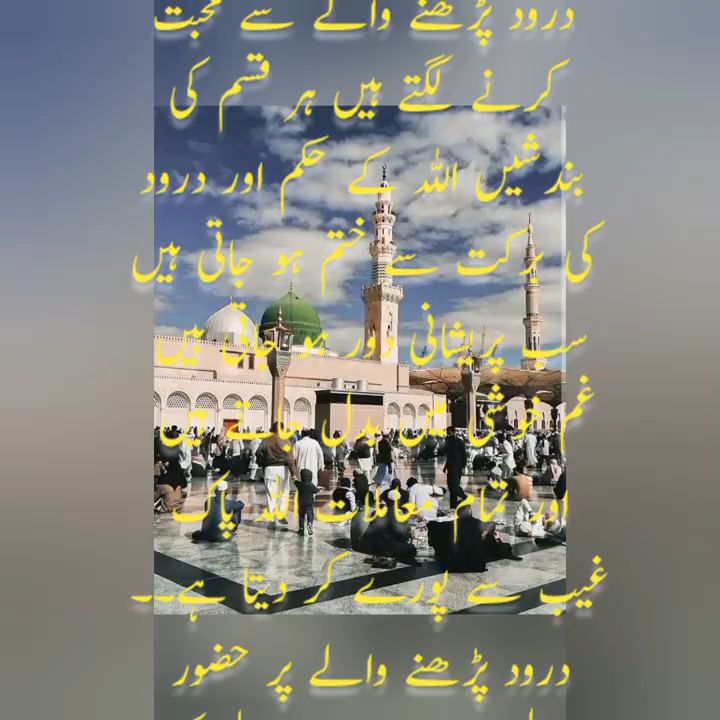 درود پڑھنے والے سے محبت
کرنے لگتے ہیں ہر قسم کی
بندشیں اللہ کے حکم اور درود
کی برکت سے ختم ہو جاتی ہیں
سب پریشانی دور ہو جاتی ہیں
غم خوشی میں بدل جاتے ہیں
اور تمام معاملات اللہ پاک
غیب سے پورے کر دیتا ہے۔۔
درود پڑھنے والے پر حضور